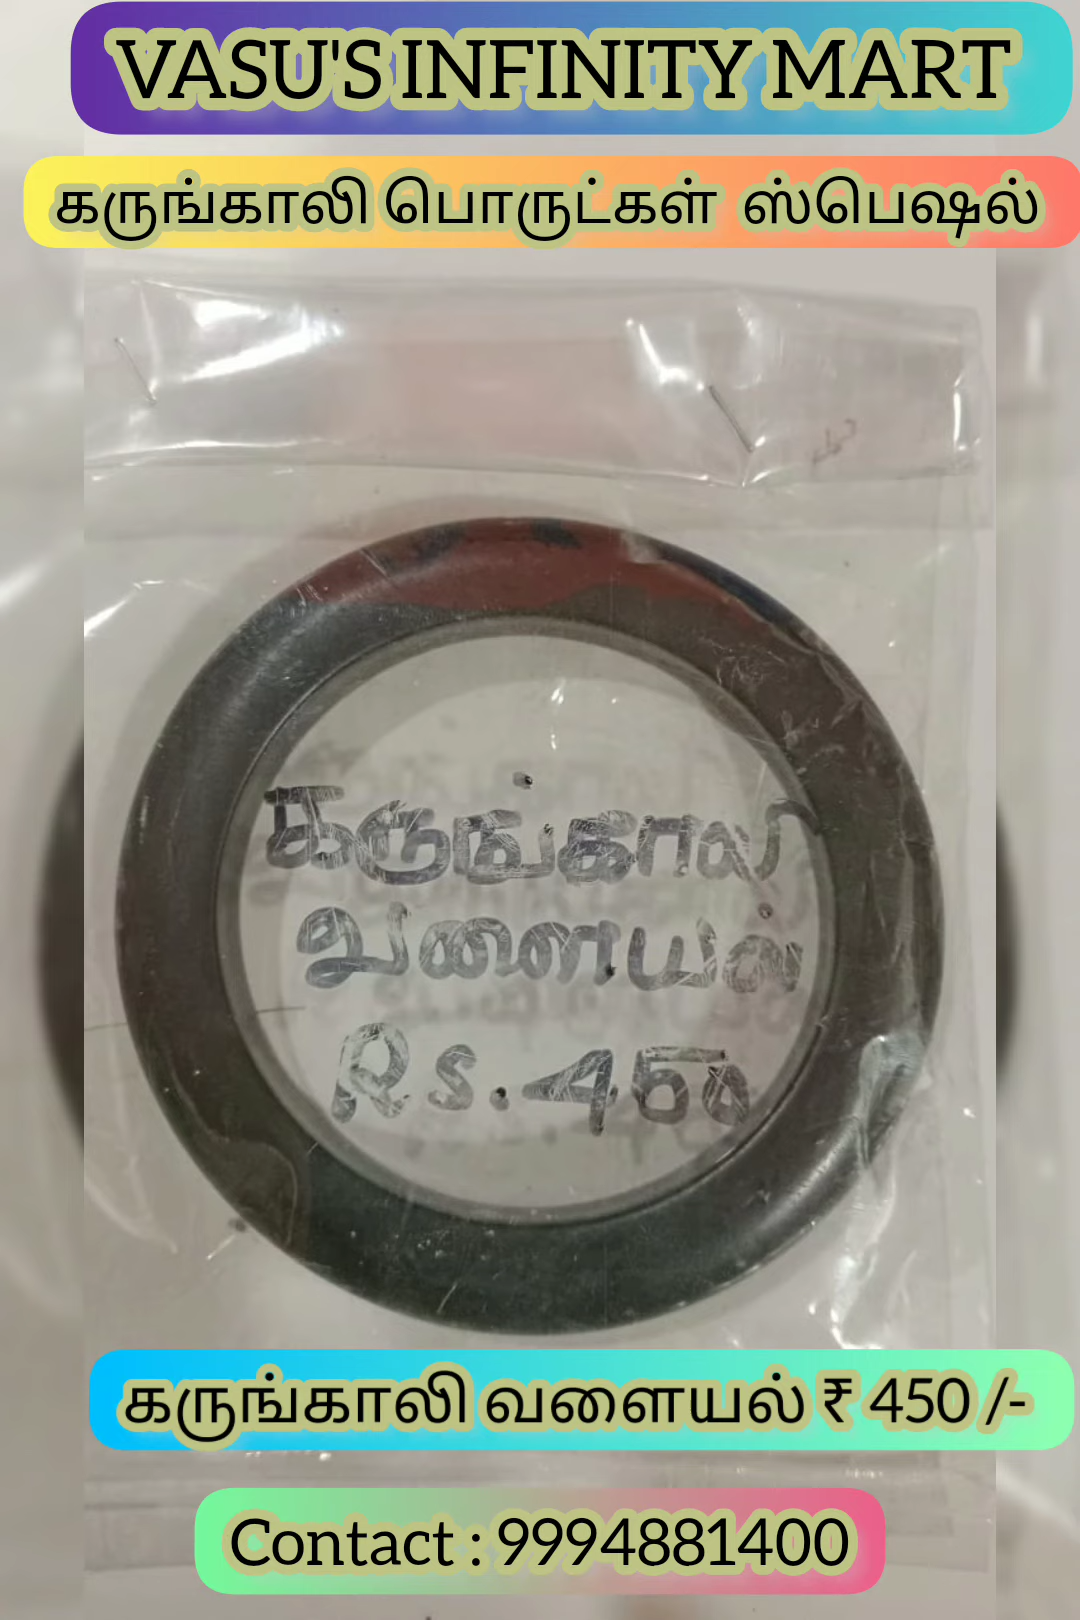 VASU'S INFINITY MART
கருங்காலி பொருட்கள் ஸ்பெஷல்
கருங்காலி
வளையல்
Rs. 450
கருங்காலி வளையல் ₹ 450 /-
Contact : 9994881400